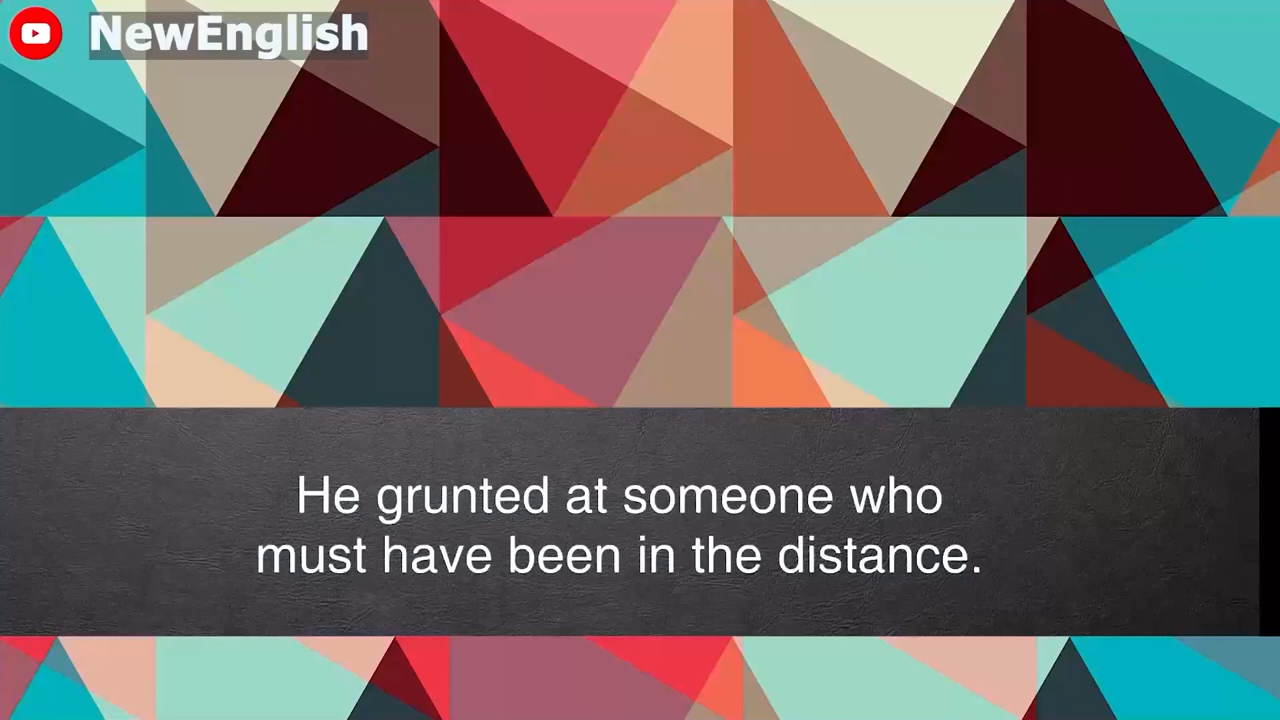 NewEnglish
He grunted at someone who
must have been in the distance.